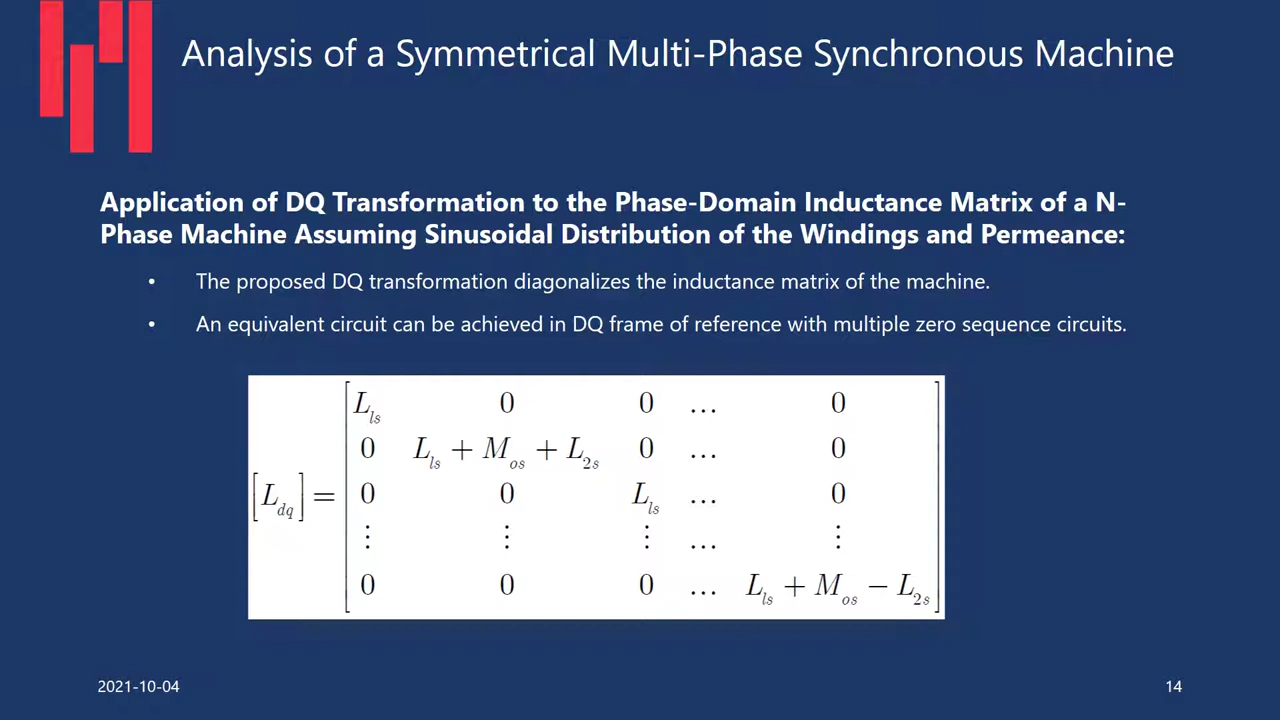 Analysis of a Symmetrical Multi-Phase Synchronous Machine
Application of DQ Transformation to the Phase-Domain Inductance Matrix of a N-
Phase Machine Assuming Sinusoidal Distribution of the Windings and Permeance:
• The proposed DQ transformation diagonalizes the inductance matrix of the machine.
• An equivalent circuit can be achieved in DQ frame of reference with multiple zero sequence circuits.
L_ls 0 0 … 0
0 L_ls + M_os + L_2s 0 … 0
[L_dq] = 0 0 L_ls … 0
⋮ ⋮ ⋮ … ⋮
0 0 0 … L_ls + M_os − L_2s
2021-10-04 14